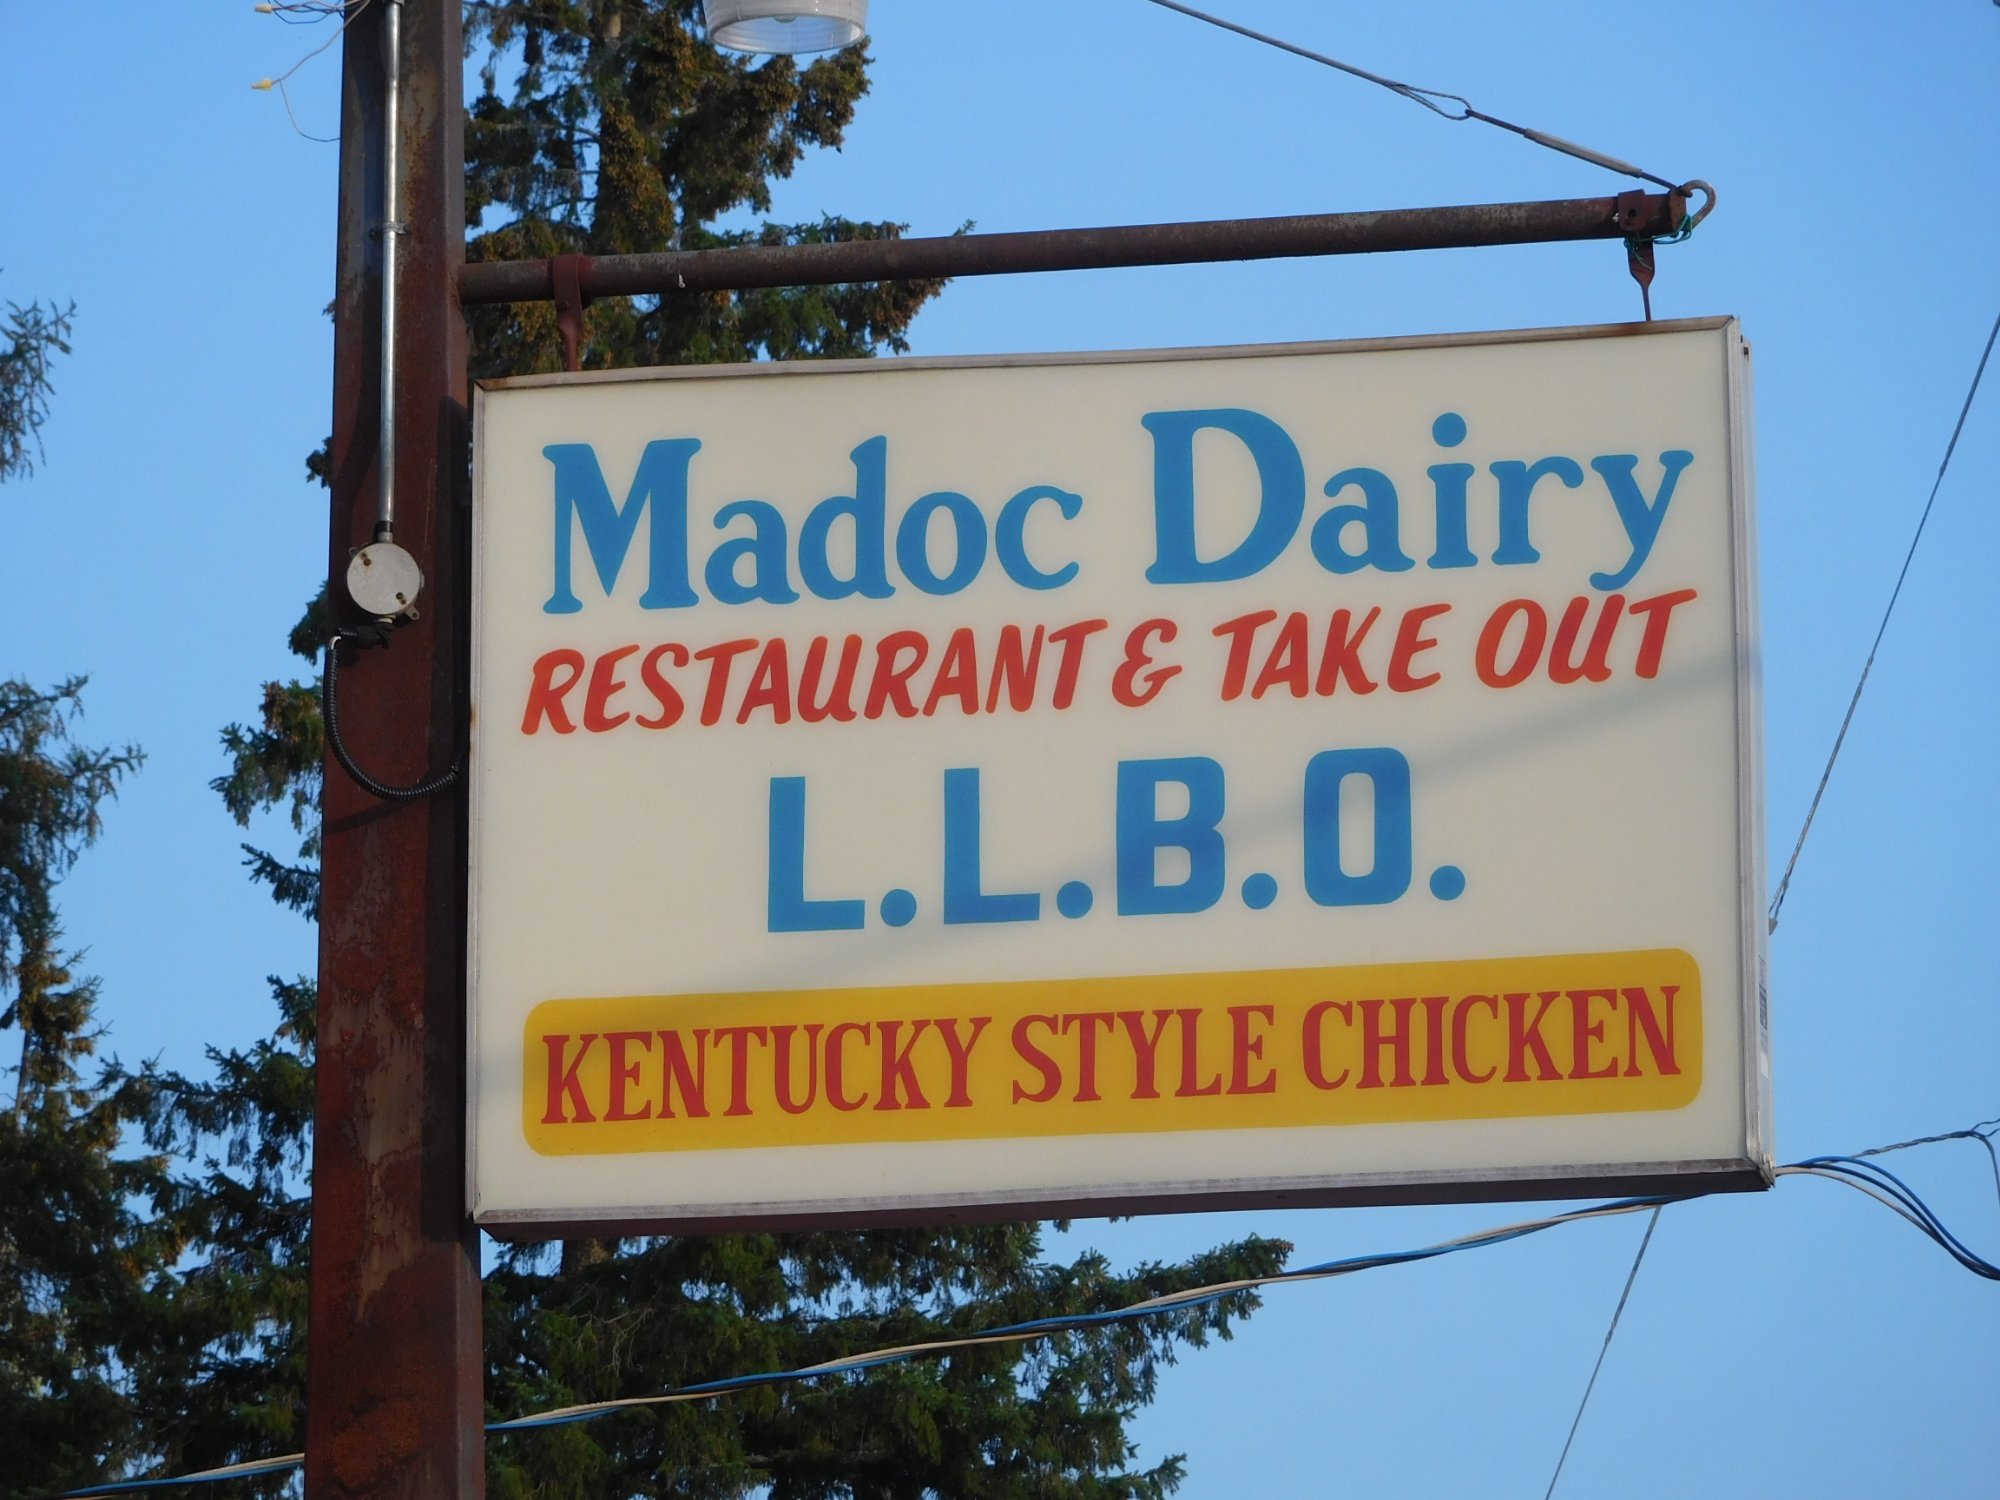 Madoc Dairy
RESTAURANT & TAKE OUT
L.L.B.O.
KENTUCKY STYLE CHICKEN